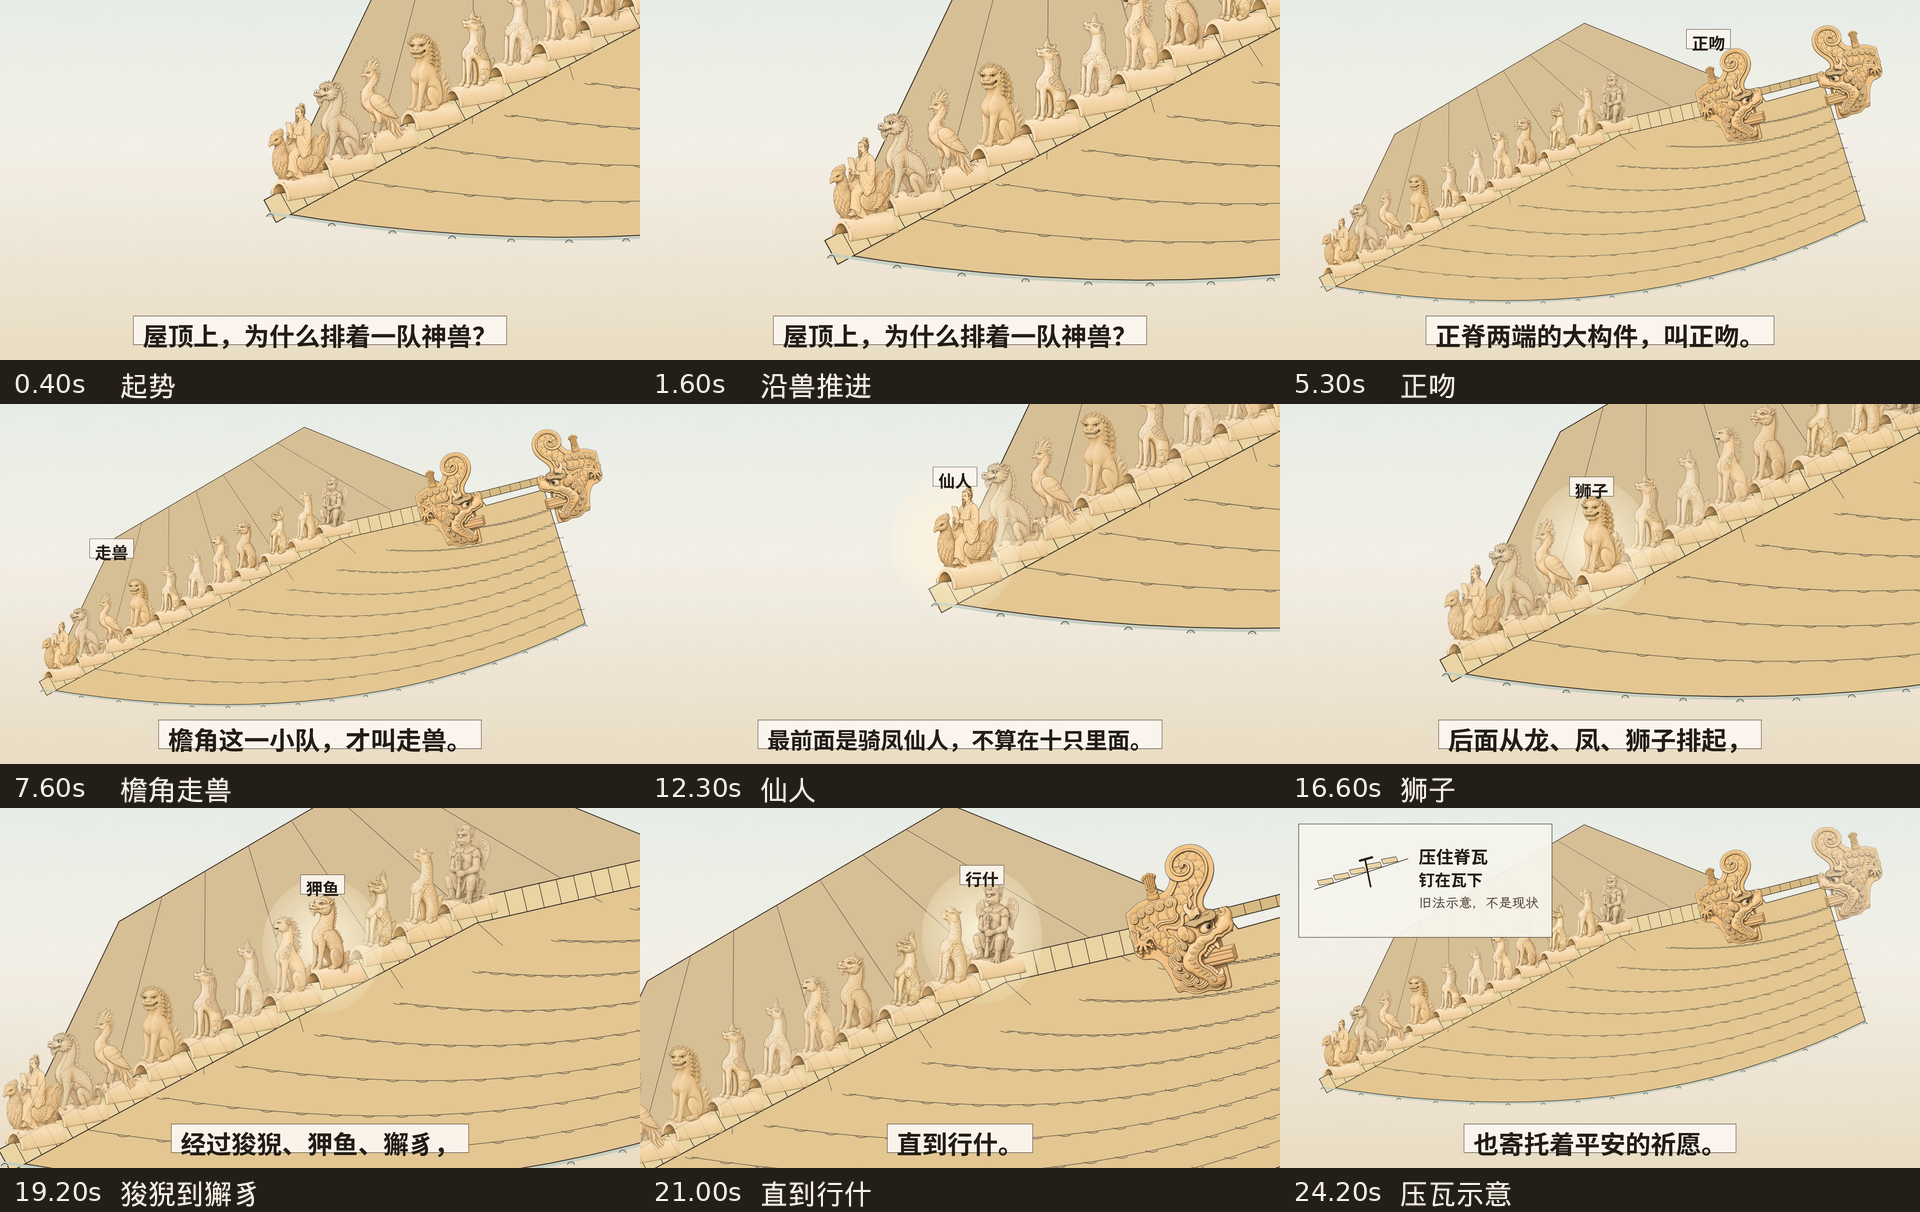 屋顶上，为什么排着一队神兽？
0.40s 起势
屋顶上，为什么排着一队神兽？
1.60s 沿兽推进
正吻
正脊两端的大构件，叫正吻。
5.30s 正吻
走兽
檐角这一小队，才叫走兽。
7.60s 檐角走兽
仙人
最前面是骑凤仙人，不算在十只里面。
12.30s 仙人
狮子
后面从龙、凤、狮子排起，
16.60s 狮子
狎鱼
经过狻猊、狎鱼、獬豸，
19.20s 狻猊到獬豸
行什
直到行什。
21.00s 直到行什
压住脊瓦
钉在瓦下
旧法示意，不是现状
也寄托着平安的祈愿。
24.20s 压瓦示意